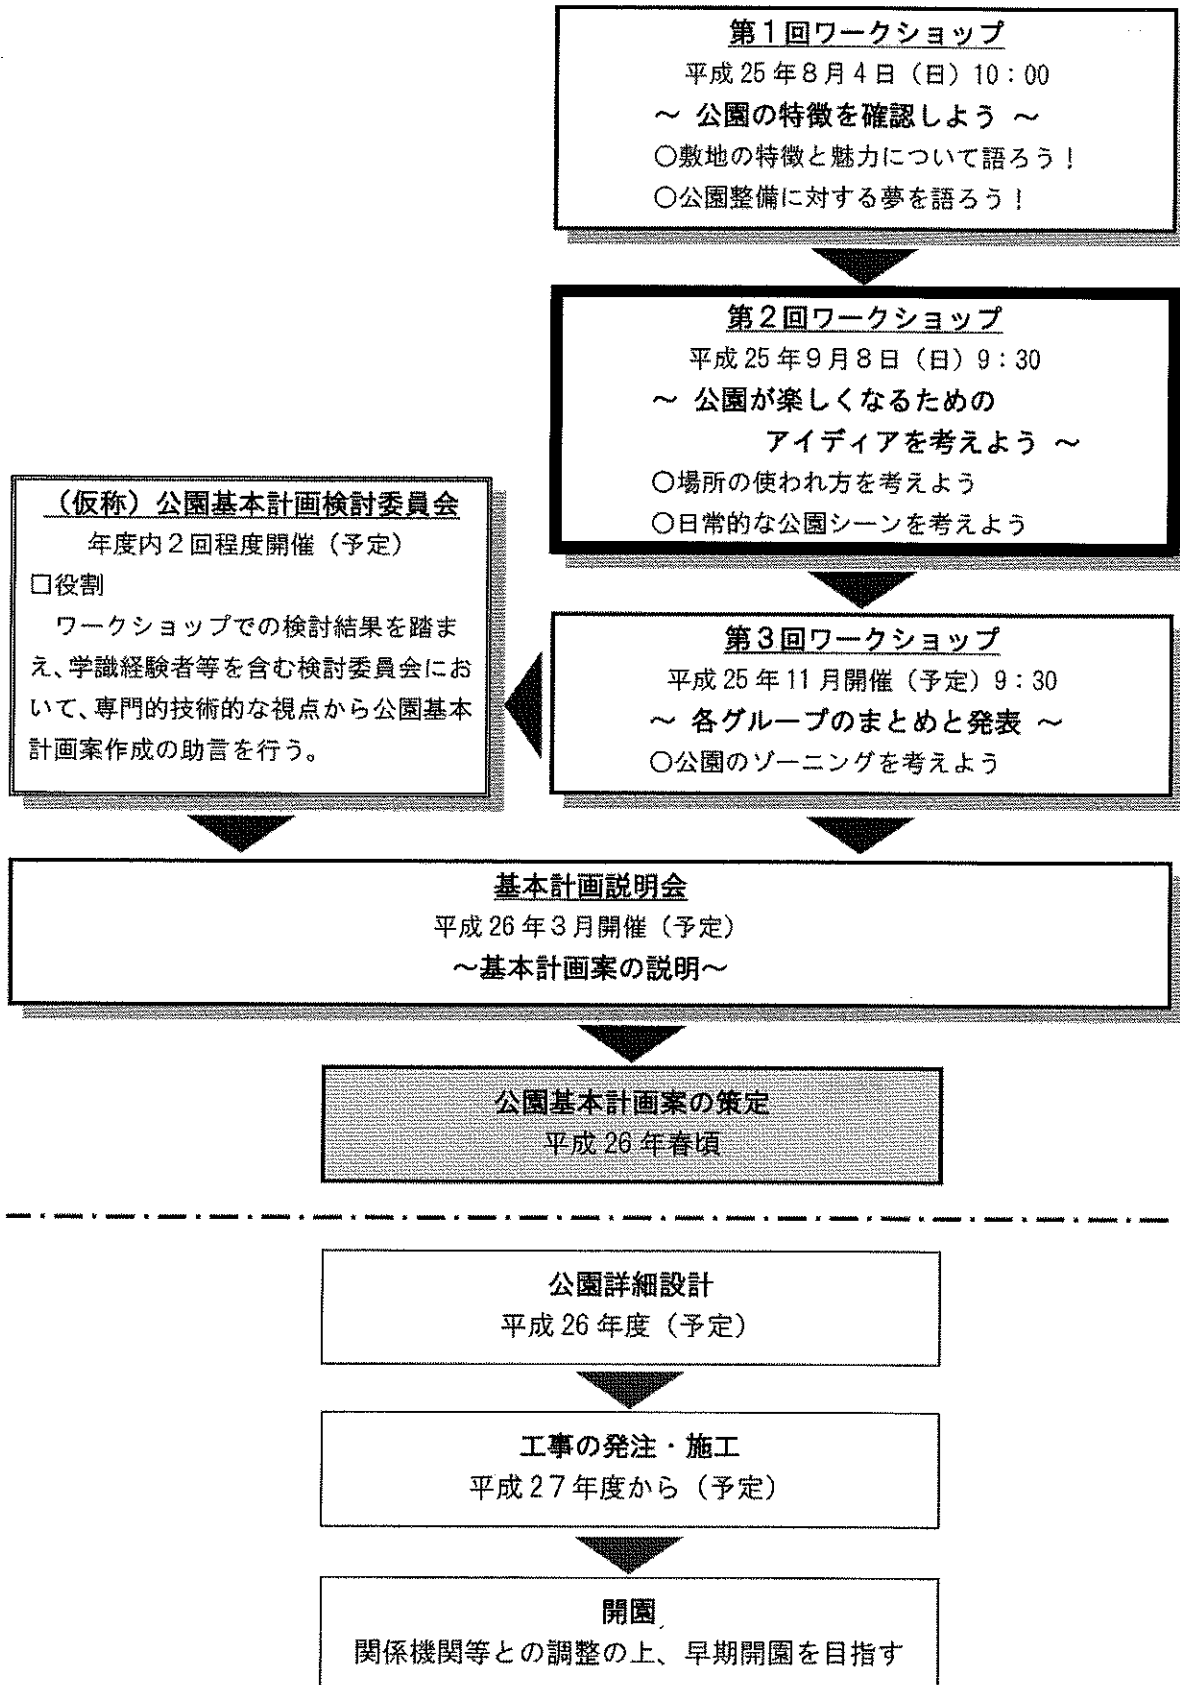 第1回ワークショップ
平成25年8月4日（日）10：00
～ 公園の特徴を確認しよう ～
○敷地の特徴と魅力について語ろう！
○公園整備に対する夢を語ろう！
第2回ワークショップ
平成25年9月8日（日）9：30
～ 公園が楽しくなるための
アイディアを考えよう ～
○場所の使われ方を考えよう
○日常的な公園シーンを考えよう
（仮称）公園基本計画検討委員会
年度内2回程度開催（予定）
□役割
ワークショップでの検討結果を踏ま
え、学識経験者等を含む検討委員会にお
いて、専門的技術的な視点から公園基本
計画案作成の助言を行う。
第3回ワークショップ
平成25年11月開催（予定）9：30
～ 各グループのまとめと発表 ～
○公園のゾーニングを考えよう
基本計画説明会
平成26年3月開催（予定）
～基本計画案の説明～
公園基本計画案の策定
平成26年春頃
公園詳細設計
平成26年度（予定）
工事の発注・施工
平成27年度から（予定）
開園
関係機関等との調整の上、早期開園を目指す